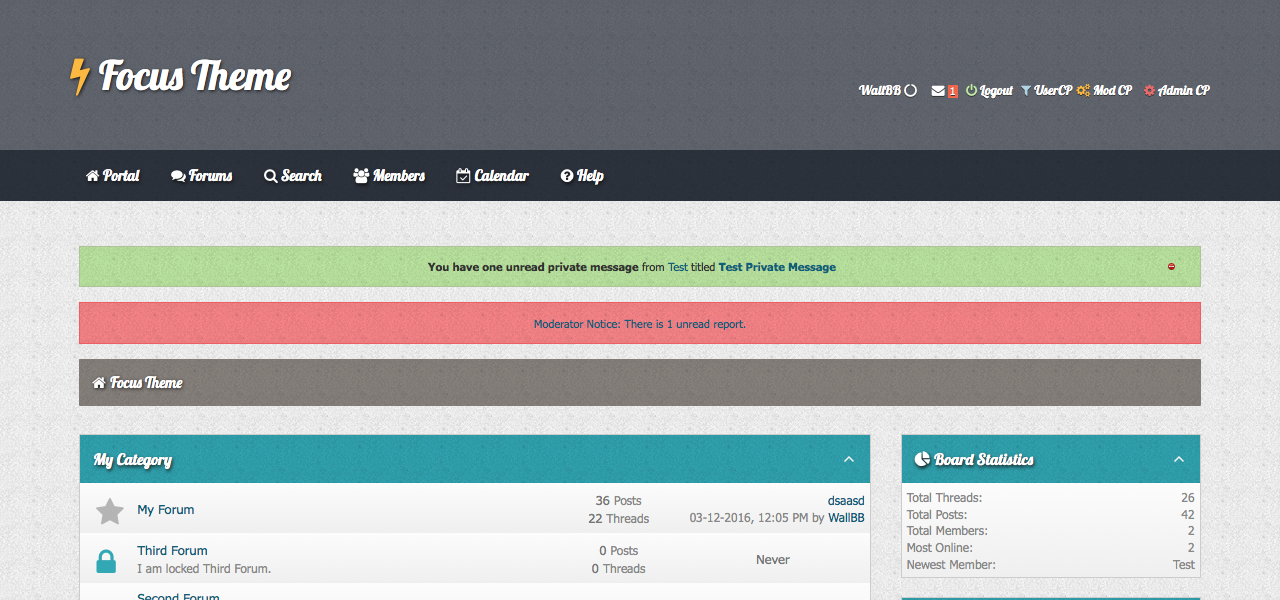 Focus Theme
WallBB 1 Logout UserCP Mod CP Admin CP
Portal Forums Search Members Calendar Help
You have one unread private message from Test titled Test Private Message
Moderator Notice: There is 1 unread report.
Focus Theme
My Category
My Forum
36 Posts
22 Threads
dsaasd
03-12-2016, 12:05 PM by WallBB
Third Forum
I am locked Third Forum.
0 Posts
0 Threads
Never
Second Forum
Board Statistics
Total Threads: 26
Total Posts: 42
Total Members: 2
Most Online: 2
Newest Member: Test